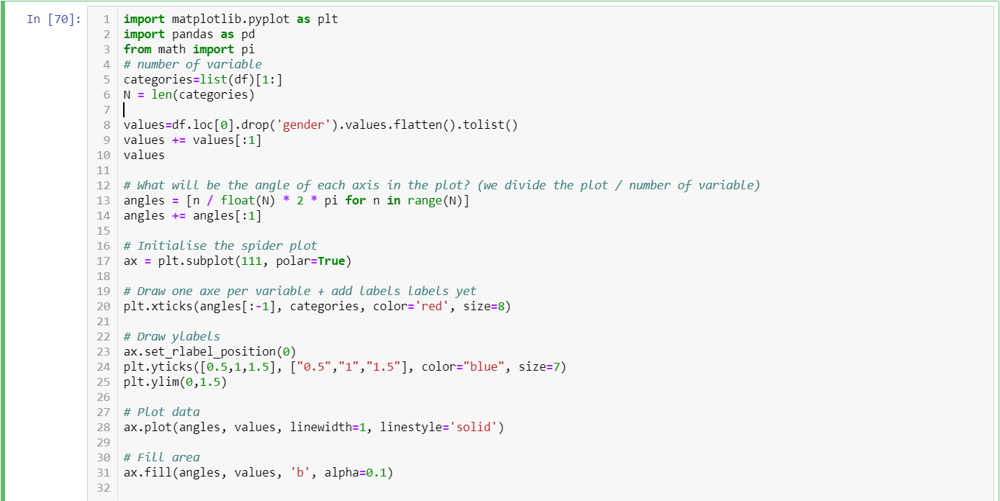 In [70]:
1 import matplotlib.pyplot as plt
2 import pandas as pd
3 from math import pi
4 # number of variable
5 categories=list(df)[1:]
6 N = len(categories)
7
8 values=df.loc[0].drop('gender').values.flatten().tolist()
9 values += values[:1]
10 values
11
12 # What will be the angle of each axis in the plot? (we divide the plot / number of variable)
13 angles = [n / float(N) * 2 * pi for n in range(N)]
14 angles += angles[:1]
15
16 # Initialise the spider plot
17 ax = plt.subplot(111, polar=True)
18
19 # Draw one axe per variable + add labels labels yet
20 plt.xticks(angles[:-1], categories, color='red', size=8)
21
22 # Draw ylabels
23 ax.set_rlabel_position(0)
24 plt.yticks([0.5,1,1.5], ["0.5","1","1.5"], color="blue", size=7)
25 plt.ylim(0,1.5)
26
27 # Plot data
28 ax.plot(angles, values, linewidth=1, linestyle='solid')
29
30 # Fill area
31 ax.fill(angles, values, 'b', alpha=0.1)
32